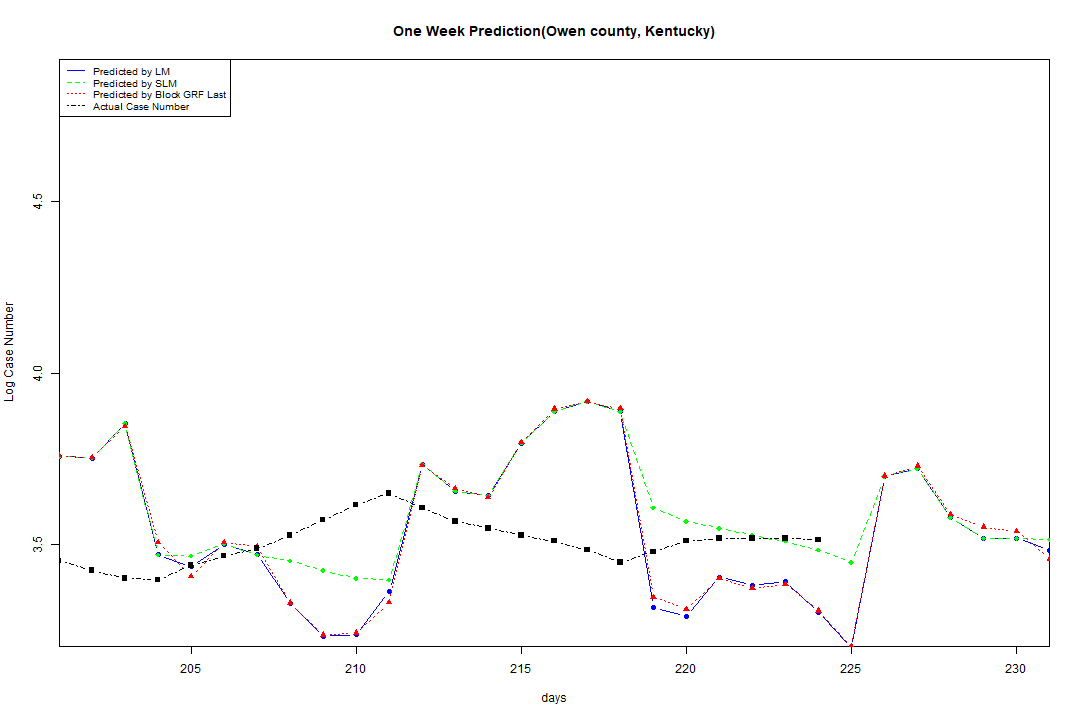 One Week Prediction(Owen county, Kentucky)
Predicted by LM
Predicted by SLM
Predicted by Block GRF Last
Actual Case Number
4.5
4.0
3.5
Log Case Number
205 210 215 220 225 230
days